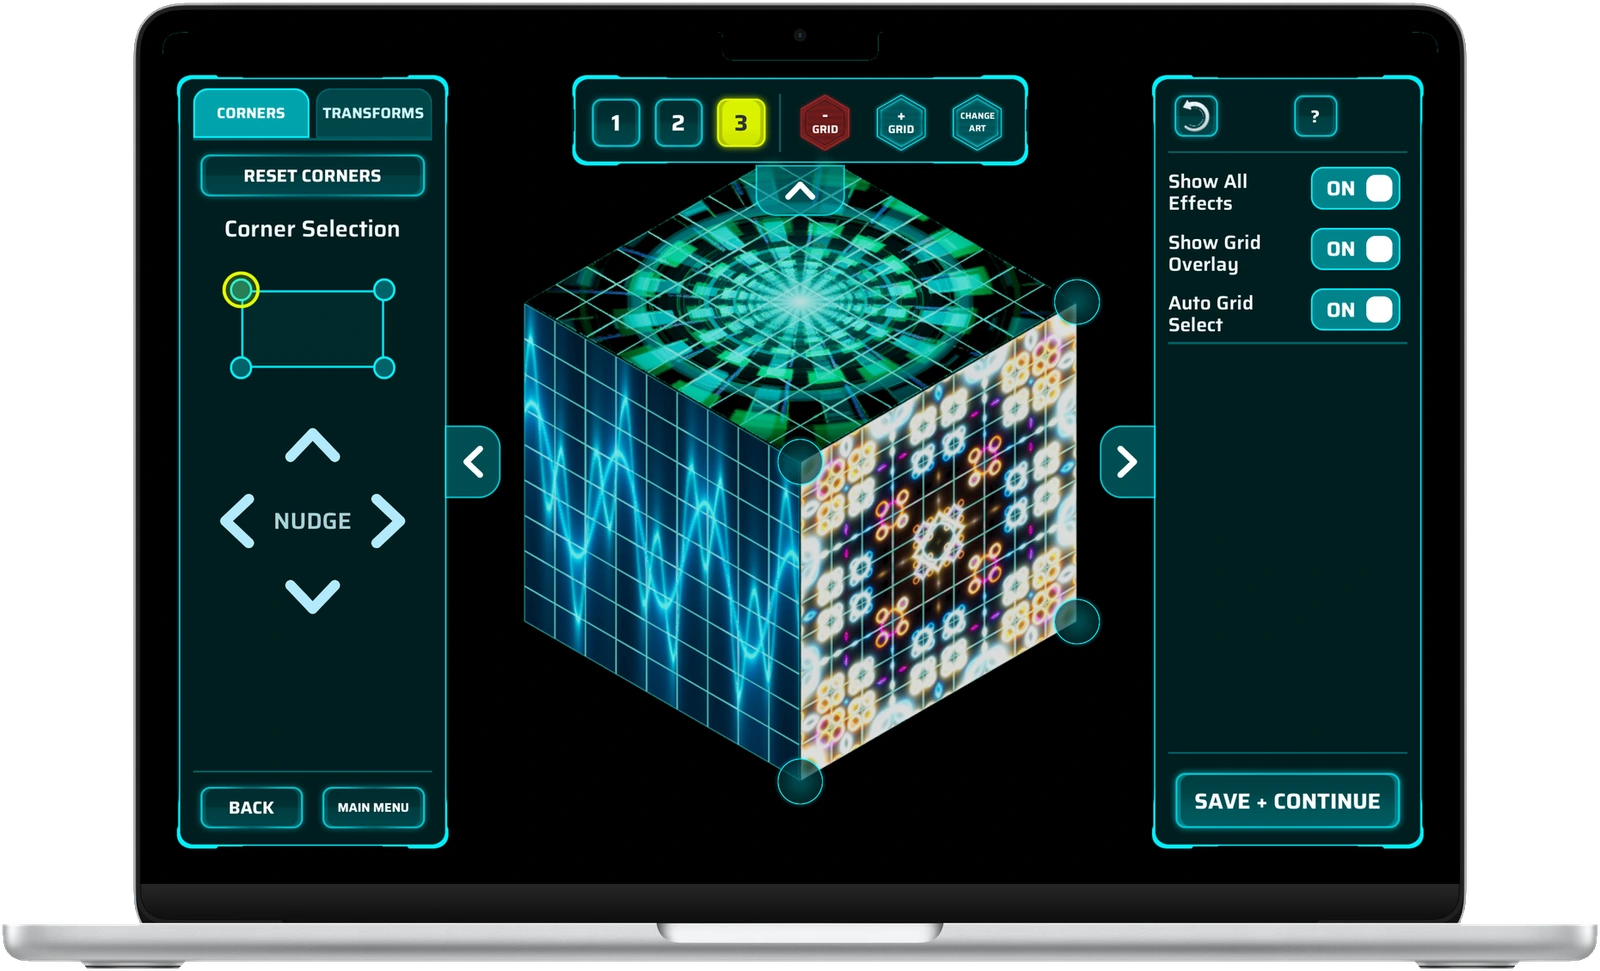 CORNERS
TRANSFORMS
RESET CORNERS
Corner Selection
NUDGE
BACK
MAIN MENU
1
2
3
-
GRID
+
GRID
CHANGE
ART
?
Show All
Effects
ON
Show Grid
Overlay
ON
Auto Grid
Select
ON
SAVE + CONTINUE